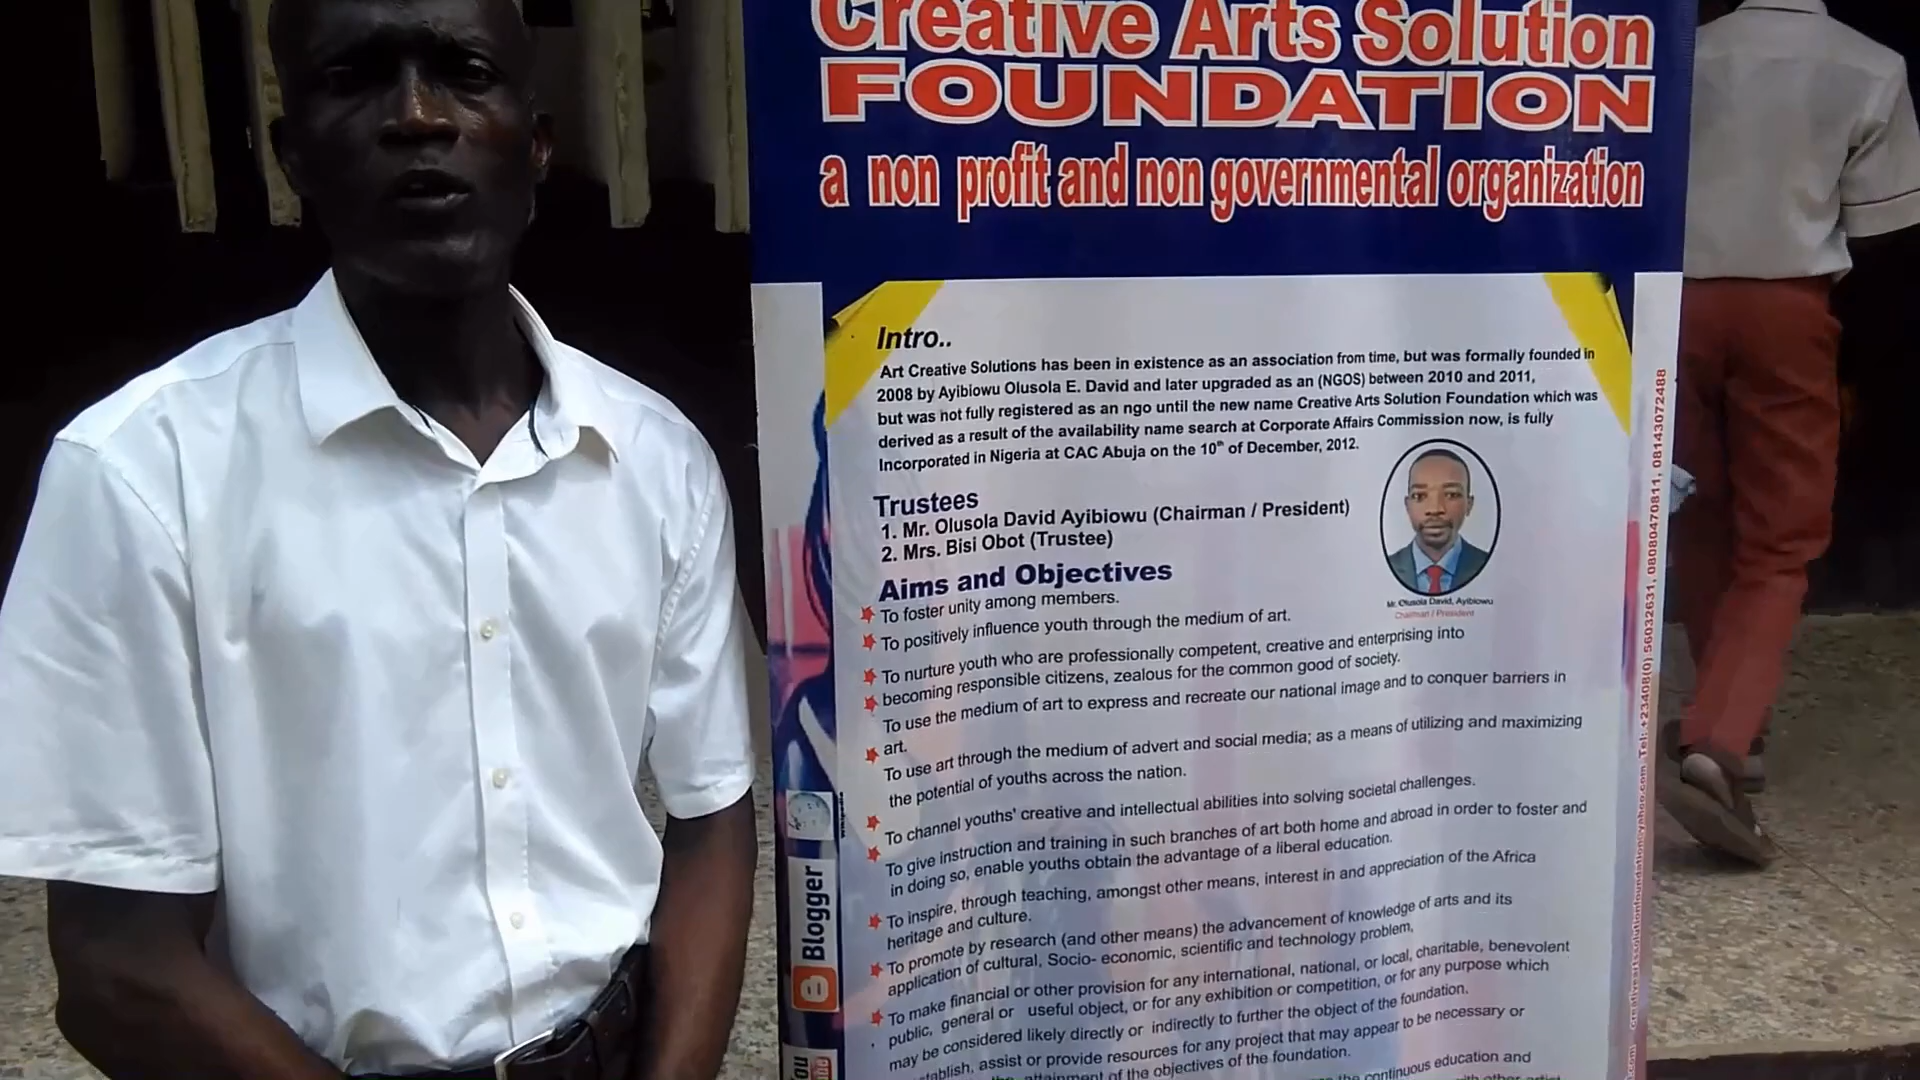 Creative Arts Solution
FOUNDATION
a non profit and non governmental organization
Intro..
Art Creative Solutions has been in existence as an association from time, but was formally founded in
2008 by Ayibiowu Olusola E. David and later upgraded as an (NGOS) between 2010 and 2011,
but was not fully registered as an ngo until the new name Creative Arts Solution Foundation which was
derived as a result of the availability name search at Corporate Affairs Commission now, is fully
Incorporated in Nigeria at CAC Abuja on the 10th of December, 2012.
Trustees
1. Mr. Olusola David Ayibiowu (Chairman / President)
2. Mrs. Bisi Obot (Trustee)
Mr. Olusola David, Ayibiowu
Chairman / President
Aims and Objectives
To foster unity among members.
To positively influence youth through the medium of art.
To nurture youth who are professionally competent, creative and enterprising into
becoming responsible citizens, zealous for the common good of society.
To use the medium of art to express and recreate our national image and to conquer barriers in
art.
To use art through the medium of advert and social media; as a means of utilizing and maximizing
the potential of youths across the nation.
To channel youths' creative and intellectual abilities into solving societal challenges.
To give instruction and training in such branches of art both home and abroad in order to foster and
in doing so, enable youths obtain the advantage of a liberal education.
To inspire, through teaching, amongst other means, interest in and appreciation of the Africa
heritage and culture.
To promote by research (and other means) the advancement of knowledge of arts and its
application of cultural, Socio- economic, scientific and technology problem,
To make financial or other provision for any international, national, or local, charitable, benevolent
public, general or useful object, or for any exhibition or competition, or for any purpose which
may be considered likely directly or indirectly to further the object of the foundation.
assist or provide resources for any project that may appear to be necessary or
attainment of the objectives of the foundation.
continuous education and
Blogger
Tel: +23408(0) 56032631, 08080470811, 08143072488